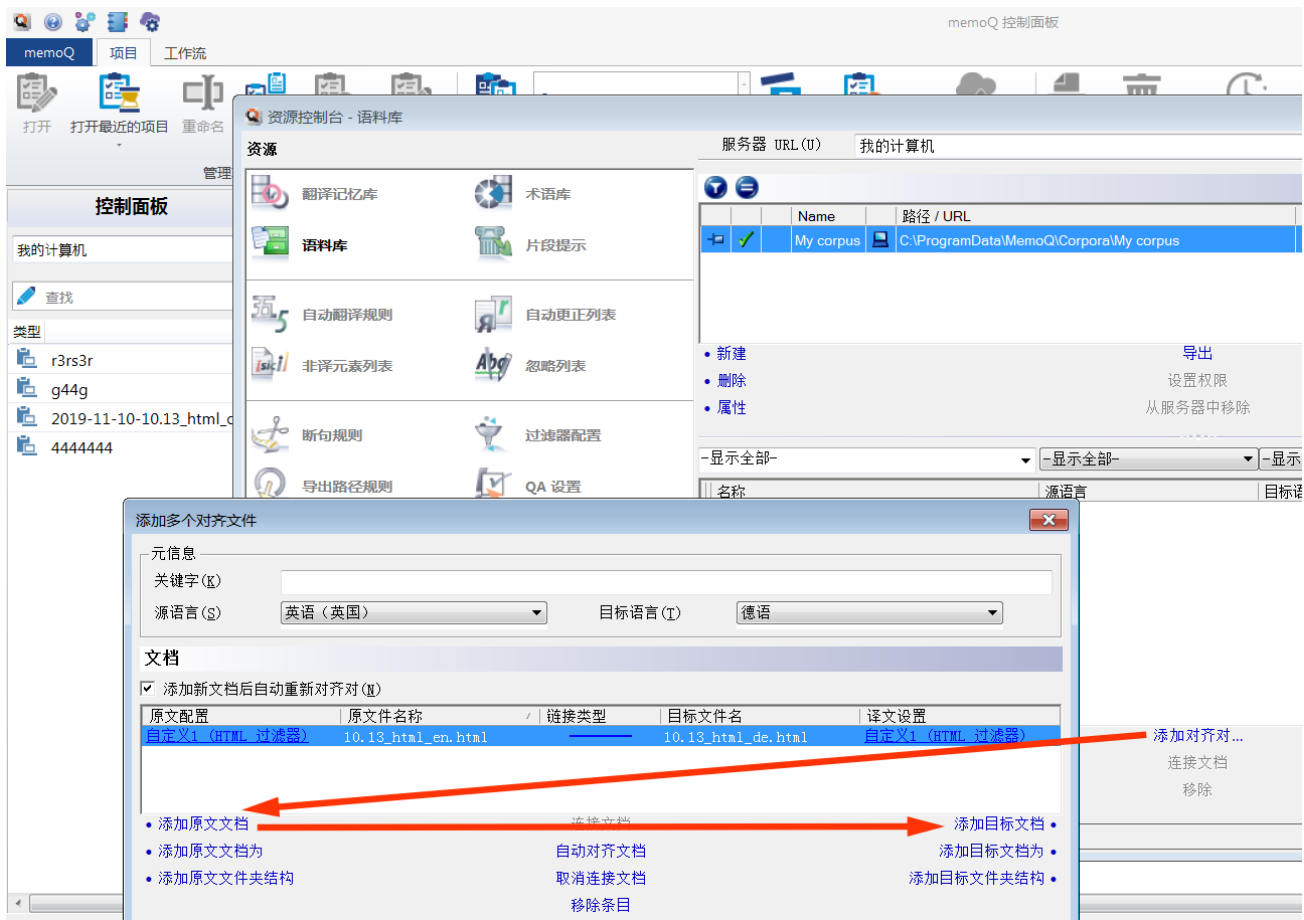 memoQ 控制面板
memoQ 项目 工作流
打开 打开最近的项目 重命名
管理
控制面板
我的计算机
查找
类型
r3rs3r
g44g
2019-11-10-10.13_html_
4444444
资源控制台 - 语料库
资源
服务器 URL(U) 我的计算机
翻译记忆库 术语库
语料库 片段提示
自动翻译规则 自动更正列表
非译元素列表 忽略列表
断句规则 过滤器配置
导出路径规则 QA 设置
Name 路径 / URL
My corpus C:\ProgramData\MemoQ\Corpora\My corpus
• 新建 导出
• 删除 设置权限
• 属性 从服务器中移除
-显示全部- -显示全部- -显示
名称 源语言 目标语
添加对齐对...
连接文档
移除
添加多个对齐文件
元信息
关键字(K)
源语言(S) 英语（英国） 目标语言(T) 德语
文档
添加新文档后自动重新对齐对(N)
原文配置 原文件名称 / 链接类型 目标文件名 译文设置
自定义1 (HTML 过滤器) 10.13_html_en.html 10.13_html_de.html 自定义1 (HTML 过滤器)
• 添加原文文档 连接文档 添加目标文档 •
• 添加原文文档为 自动对齐文档 添加目标文档为 •
• 添加原文文件夹结构 取消连接文档 添加目标文件夹结构 •
移除条目